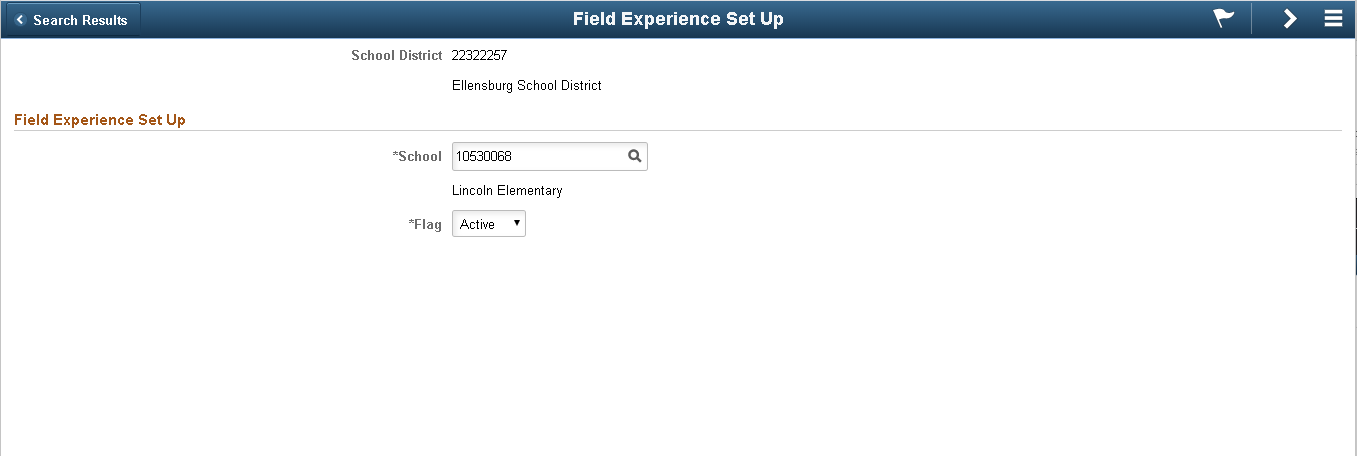 Search Results
Field Experience Set Up
School District 22322257
Ellensburg School District
Field Experience Set Up
*School 10530068
Lincoln Elementary
*Flag Active